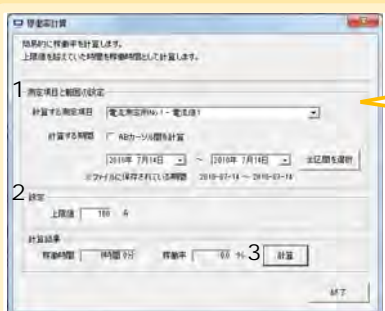 稼働率計算
簡易的に稼働率を計算します。
上限値を越えていた時間を稼働時間として計算します。
1 測定項目と範囲の設定
計算する測定項目 電流測定所No.1 - 電流値1
計算する期間 ABカーソル間を計算
2010年 7月14日 ～ 2010年 7月14日 全区間を選択
※ファイルに保存されている期間 2010-07-14 ～ 2010-07-14
2 設定
上限値 100 A
計算結果
稼働時間 0時間 0分 稼働率 0.0 % 3 計算
終了